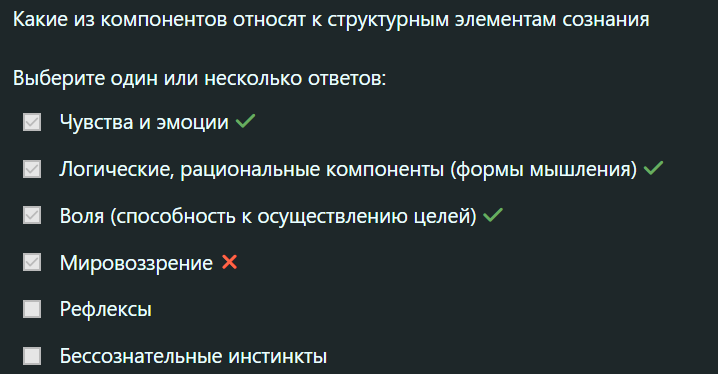 Какие из компонентов относят к структурным элементам сознания
Выберите один или несколько ответов:
Чувства и эмоции
Логические, рациональные компоненты (формы мышления)
Воля (способность к осуществлению целей)
Мировоззрение
Рефлексы
Бессознательные инстинкты